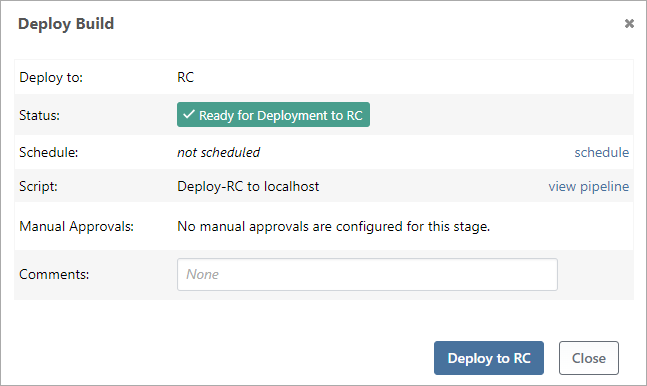 Deploy Build
Deploy to: RC
Status: Ready for Deployment to RC
Schedule: not scheduled schedule
Script: Deploy-RC to localhost view pipeline
Manual Approvals: No manual approvals are configured for this stage.
Comments: None
Deploy to RC Close